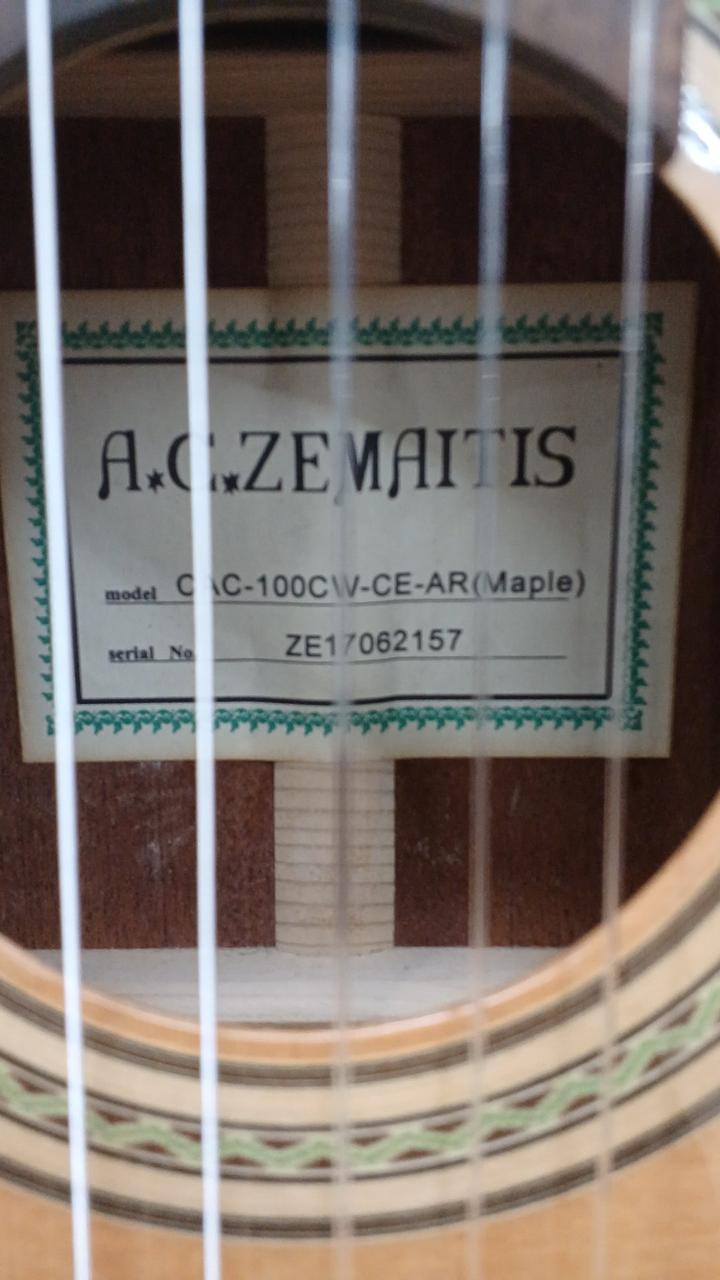 A.C.ZEMAITIS
model CAC-100CW-CE-AR(Maple)
serial No. ZE17062157